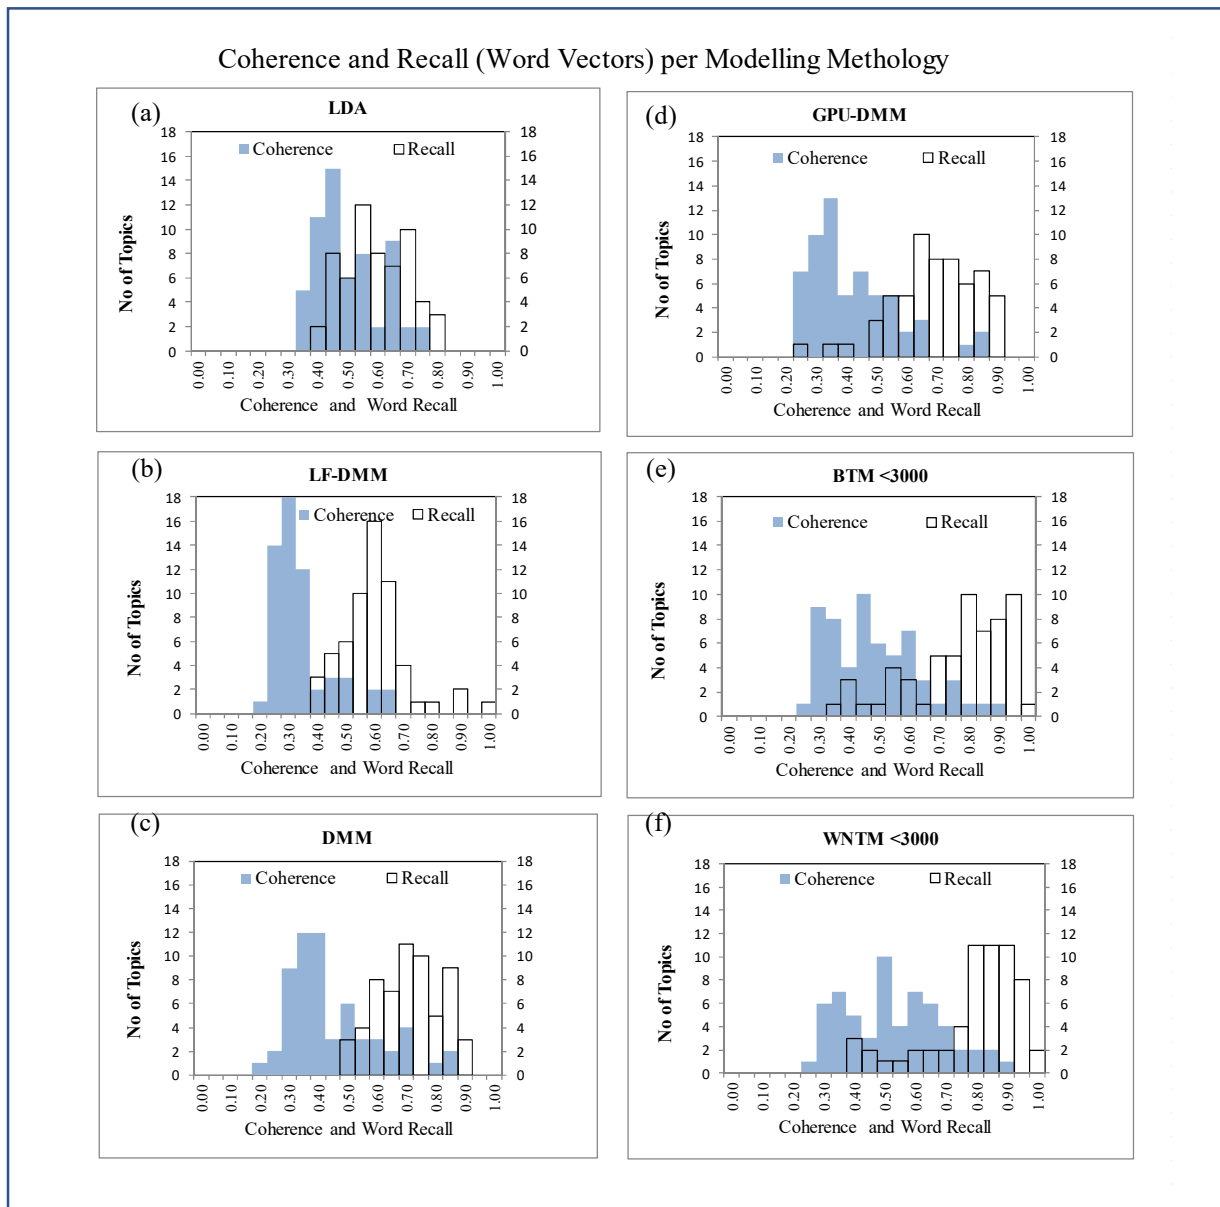 Coherence and Recall (Word Vectors) per Modelling Methology
(a)
LDA
Coherence Recall
No of Topics
18 16 14 12 10 8 6 4 2 0
18 16 14 12 10 8 6 4 2 0
0.00 0.10 0.20 0.30 0.40 0.50 0.60 0.70 0.80 0.90 1.00
Coherence and Word Recall
(b)
LF-DMM
Coherence Recall
No of Topics
18 16 14 12 10 8 6 4 2 0
18 16 14 12 10 8 6 4 2 0
0.00 0.10 0.20 0.30 0.40 0.50 0.60 0.70 0.80 0.90 1.00
Coherence and Word Recall
(c)
DMM
Coherence Recall
No of Topics
18 16 14 12 10 8 6 4 2 0
18 16 14 12 10 8 6 4 2 0
0.00 0.10 0.20 0.30 0.40 0.50 0.60 0.70 0.80 0.90 1.00
Coherence and Word Recall
(d)
GPU-DMM
Coherence Recall
No of Topics
18 16 14 12 10 8 6 4 2 0
18 16 14 12 10 8 6 4 2 0
0.00 0.10 0.20 0.30 0.40 0.50 0.60 0.70 0.80 0.90 1.00
Coherence and Word Recall
(e)
BTM <3000
Coherence Recall
No of Topics
18 16 14 12 10 8 6 4 2 0
18 16 14 12 10 8 6 4 2 0
0.00 0.10 0.20 0.30 0.40 0.50 0.60 0.70 0.80 0.90 1.00
Coherence and Word Recall
(f)
WNTM <3000
Coherence Recall
No of Topics
18 16 14 12 10 8 6 4 2 0
18 16 14 12 10 8 6 4 2 0
0.00 0.10 0.20 0.30 0.40 0.50 0.60 0.70 0.80 0.90 1.00
Coherence and Word Recall